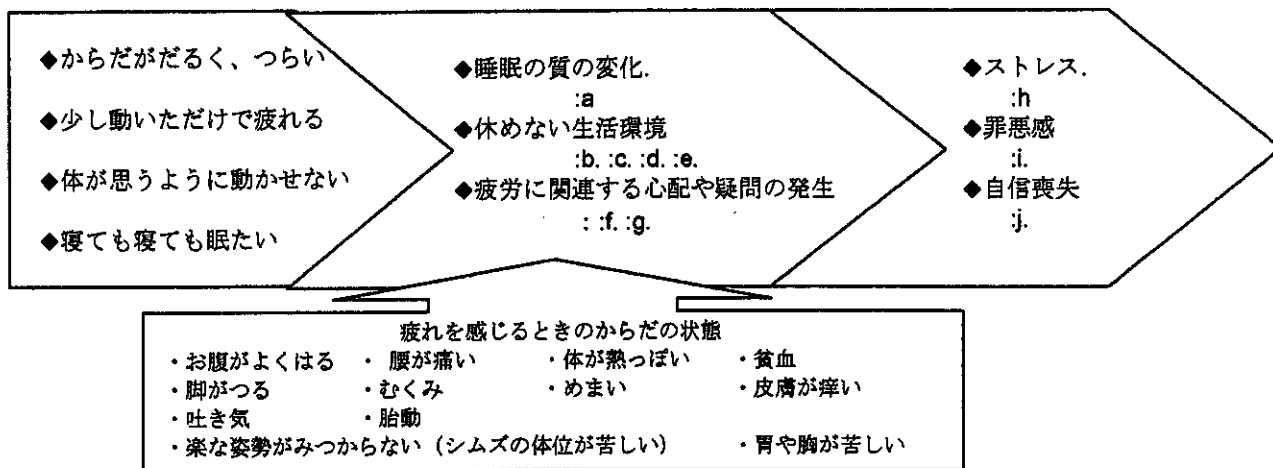 ◆からだがだるく、つらい
◆少し動いただけで疲れる
◆体が思うように動かせない
◆寝ても寝ても眠たい
◆睡眠の質の変化.
:a
◆休めない生活環境
:b. :c. :d. :e.
◆疲労に関連する心配や疑問の発生
: :f. :g.
◆ストレス.
:h
◆罪悪感
:i.
◆自信喪失
:j.
疲れを感じるときのからだの状態
・お腹がよくはる ・腰が痛い ・体が熱っぽい ・貧血
・脚がつる ・むくみ ・めまい ・皮膚が痒い
・吐き気 ・胎動
・楽な姿勢がみつからない（シムズの体位が苦しい） ・胃や胸が苦しい